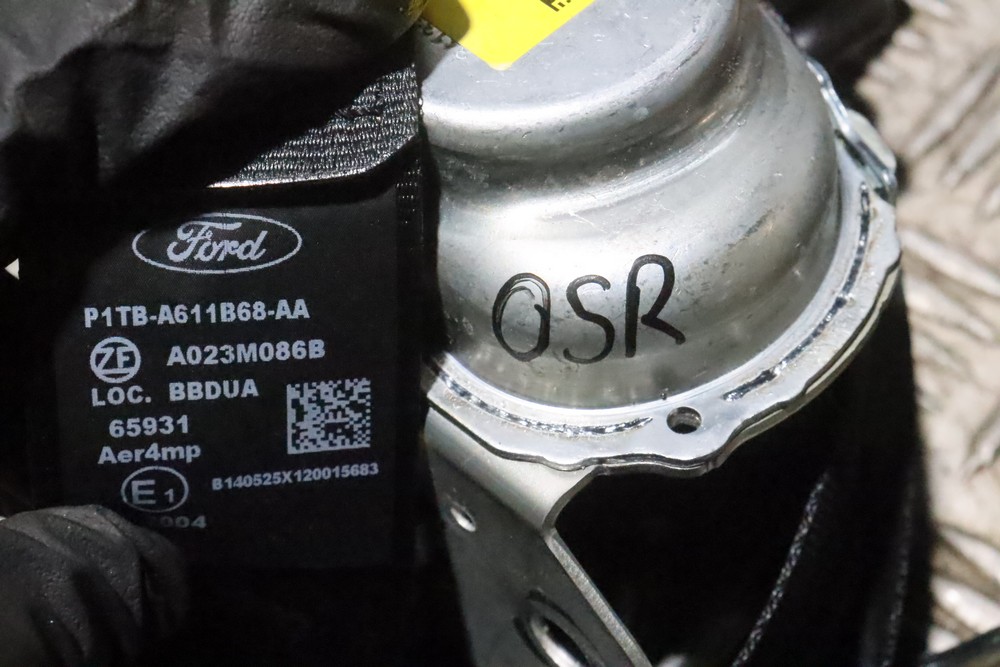 Ford
P1TB-A611B68-AA
ZF A023M086B
LOC. BBDUA
65931
Aer4mp
E1
B140525X120015683
OSR